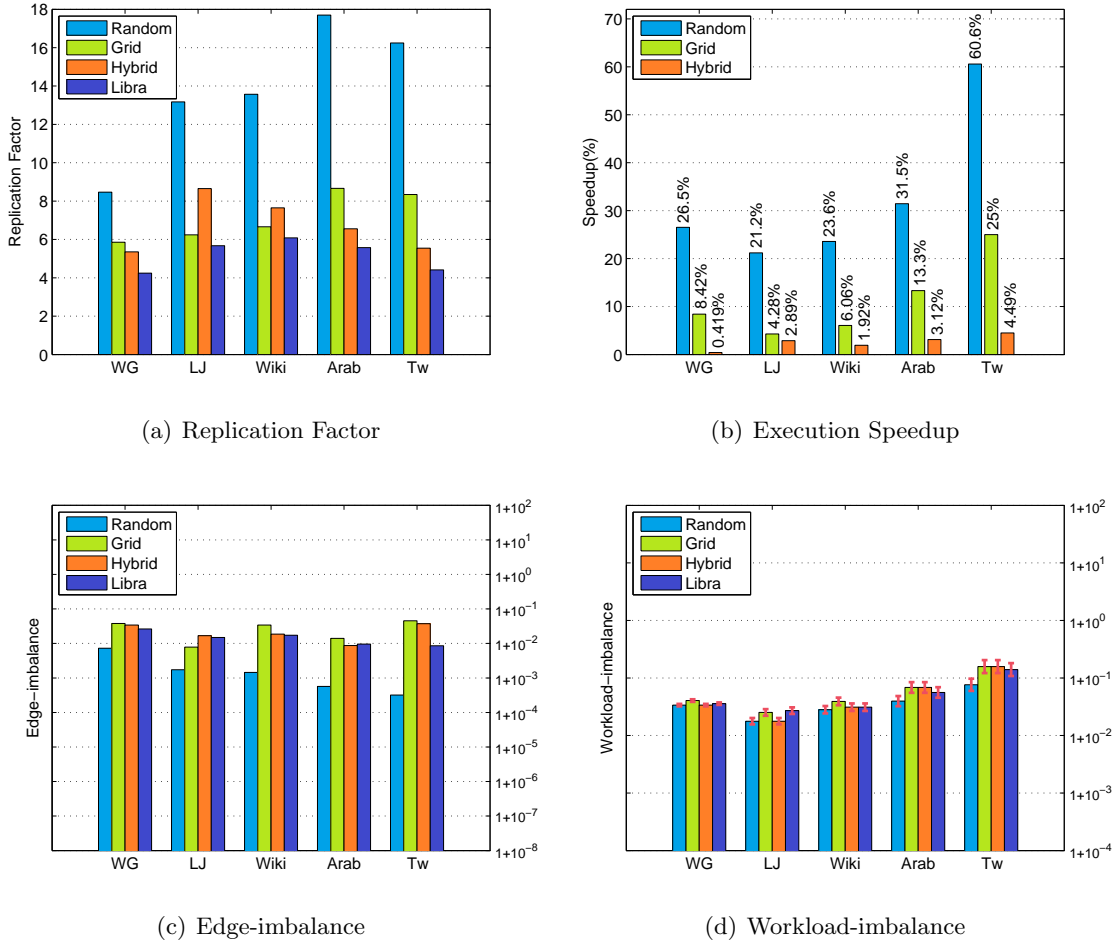 Replication Factor
18
16
14
12
10
8
6
4
2
0
Random
Grid
Hybrid
Libra
WG LJ Wiki Arab Tw
(a) Replication Factor
Speedup(%)
70
60
50
40
30
20
10
0
Random
Grid
Hybrid
26.5%
8.42%
0.419%
21.2%
4.28%
2.89%
23.6%
6.06%
1.92%
31.5%
13.3%
3.12%
60.6%
25%
4.49%
WG LJ Wiki Arab Tw
(b) Execution Speedup
Edge−imbalance
Random
Grid
Hybrid
Libra
1+10+2
1+10+1
1+10+0
1+10−1
1+10−2
1+10−3
1+10−4
1+10−5
1+10−6
1+10−7
1+10−8
WG LJ Wiki Arab Tw
(c) Edge-imbalance
Workload−imbalance
Random
Grid
Hybrid
Libra
1+10+2
1+10+1
1+10+0
1+10−1
1+10−2
1+10−3
1+10−4
WG LJ Wiki Arab Tw
(d) Workload-imbalance